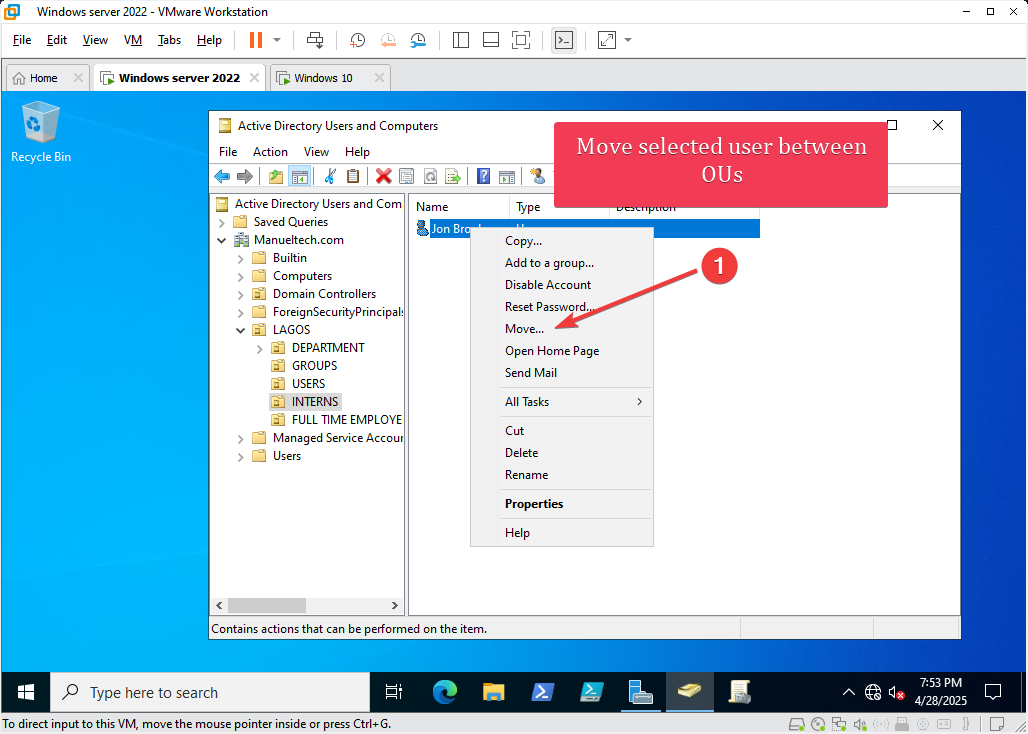 Windows server 2022 - VMware Workstation
File Edit View VM Tabs Help
Home Windows server 2022 Windows 10
Recycle Bin
Active Directory Users and Computers
File Action View Help
Move selected user between
OUs
Active Directory Users and Com
Saved Queries
Manueltech.com
Builtin
Computers
Domain Controllers
ForeignSecurityPrincipals
LAGOS
DEPARTMENT
GROUPS
USERS
INTERNS
FULL TIME EMPLOYE
Managed Service Accour
Users
Name Type Description
Jon
Copy...
Add to a group...
Disable Account
Reset Password...
Move...
Open Home Page
Send Mail
All Tasks
Cut
Delete
Rename
Properties
Help
1
Contains actions that can be performed on the item.
Type here to search
7:53 PM
4/28/2025
To direct input to this VM, move the mouse pointer inside or press Ctrl+G.